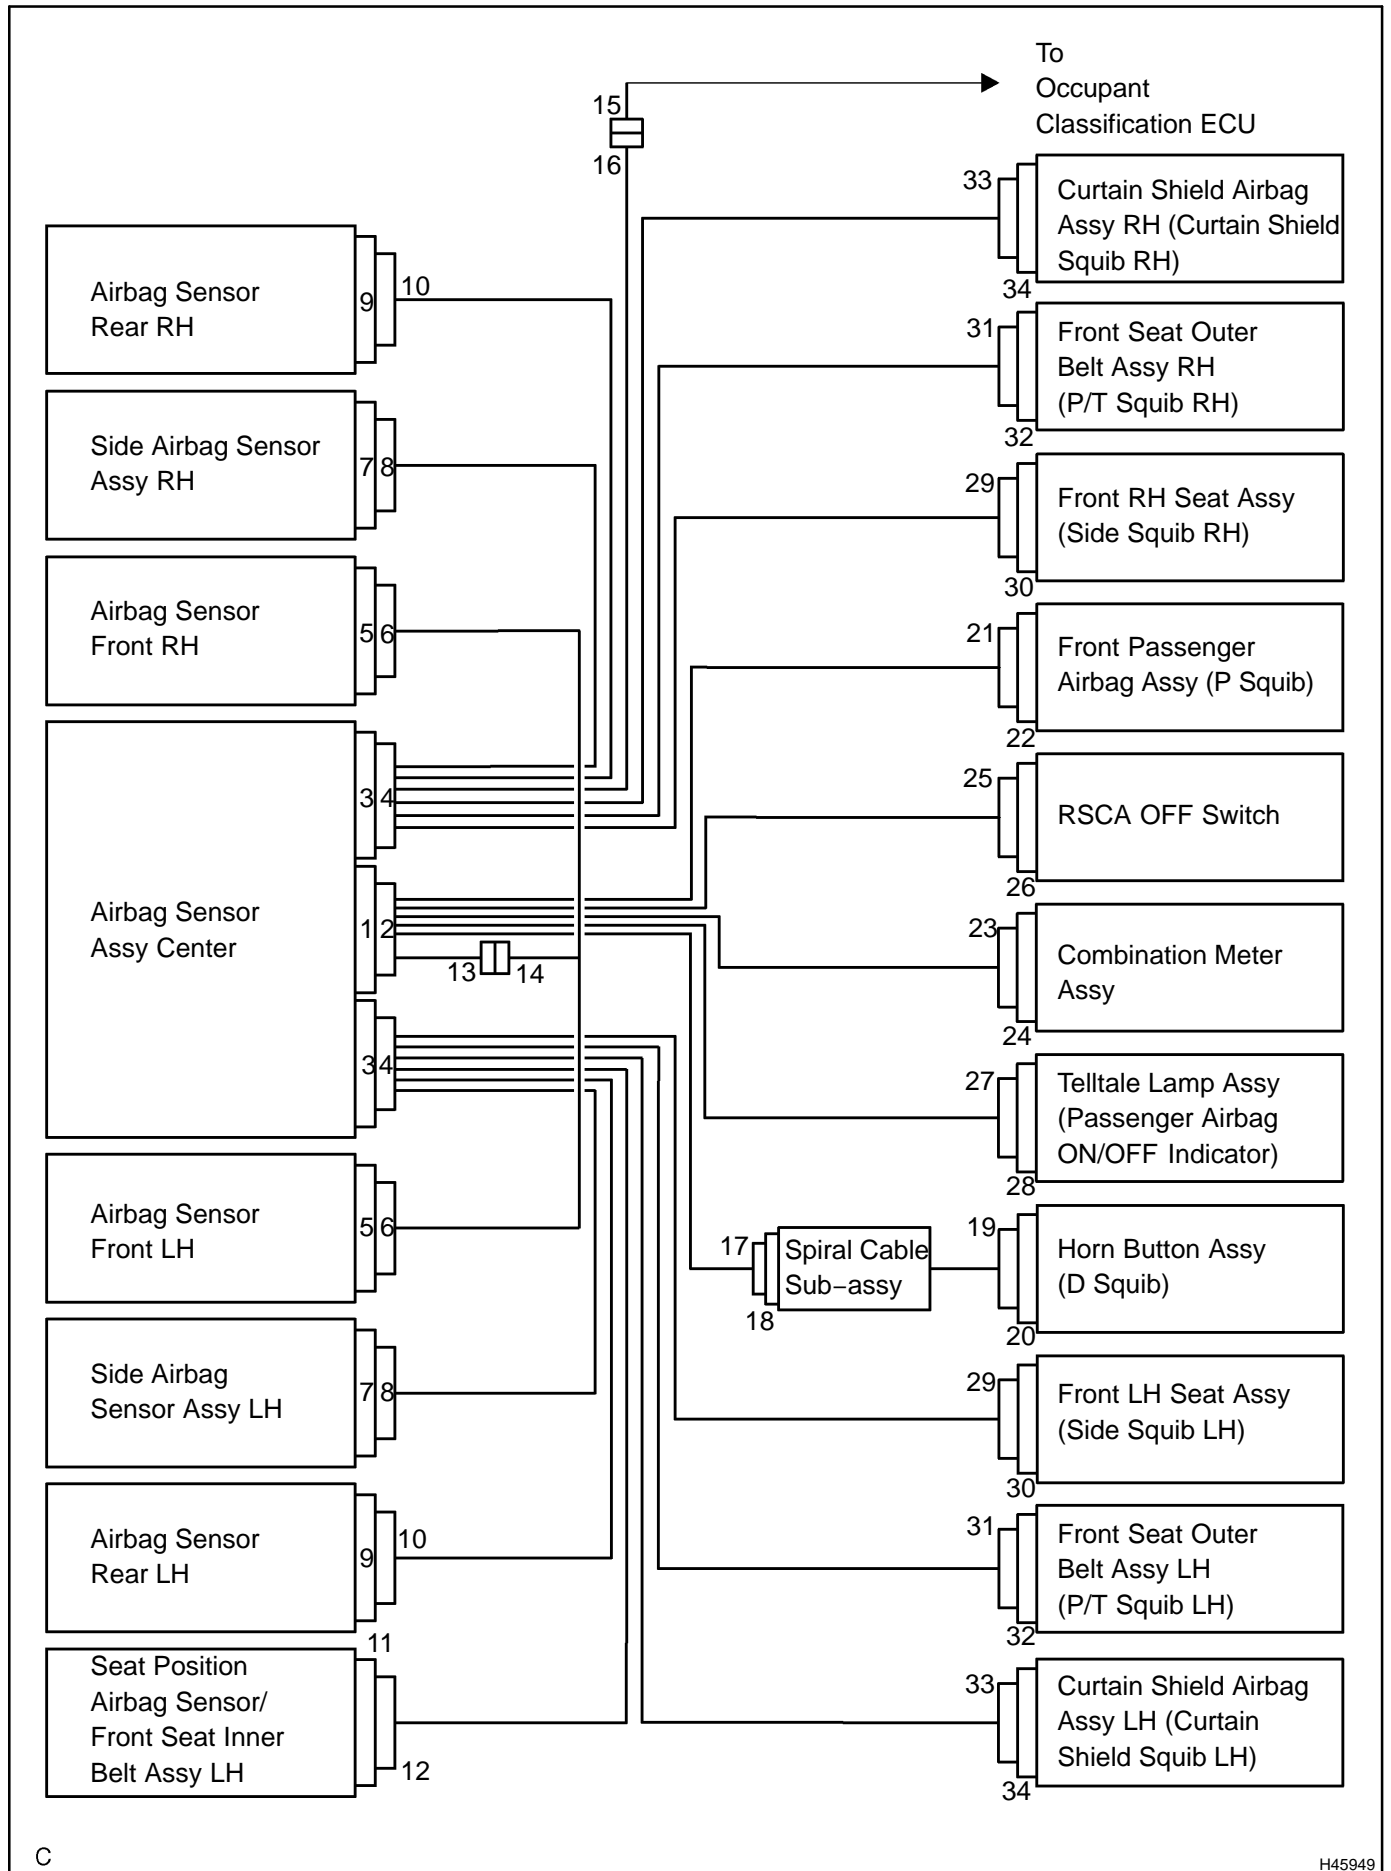 To
Occupant
Classification ECU
15
16
33
Curtain Shield Airbag
Assy RH (Curtain Shield
Squib RH)
34
Airbag Sensor
Rear RH
9
10
31
Front Seat Outer
Belt Assy RH
(P/T Squib RH)
32
Side Airbag Sensor
Assy RH
7 8
29
Front RH Seat Assy
(Side Squib RH)
30
Airbag Sensor
Front RH
5 6
21
Front Passenger
Airbag Assy (P Squib)
22
3 4
25
RSCA OFF Switch
26
Airbag Sensor
Assy Center
1 2
13
14
23
Combination Meter
Assy
24
3 4
27
Telltale Lamp Assy
(Passenger Airbag
ON/OFF Indicator)
28
Airbag Sensor
Front LH
5 6
17
Spiral Cable
Sub−assy
18
19
Horn Button Assy
(D Squib)
20
Side Airbag
Sensor Assy LH
7 8
29
Front LH Seat Assy
(Side Squib LH)
30
Airbag Sensor
Rear LH
9
10
31
Front Seat Outer
Belt Assy LH
(P/T Squib LH)
32
11
Seat Position
Airbag Sensor/
Front Seat Inner
Belt Assy LH
12
33
Curtain Shield Airbag
Assy LH (Curtain
Shield Squib LH)
34
C
H45949